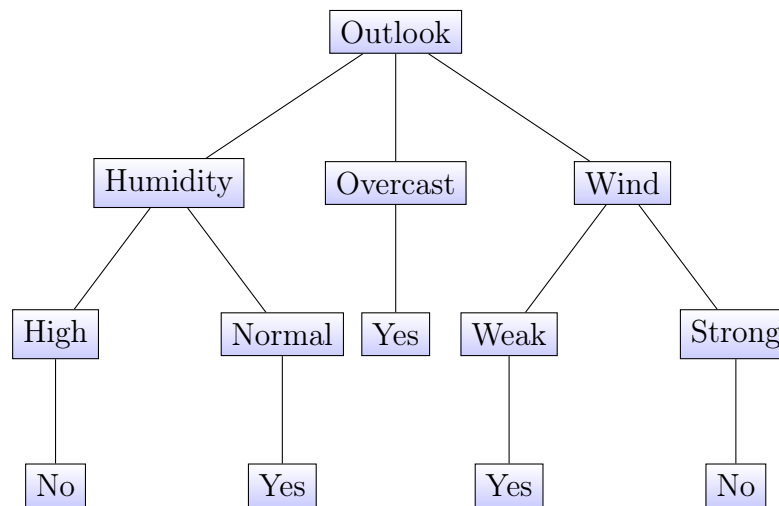 Outlook
Humidity
Overcast
Wind
High
Normal
Yes
Weak
Strong
No
Yes
Yes
No